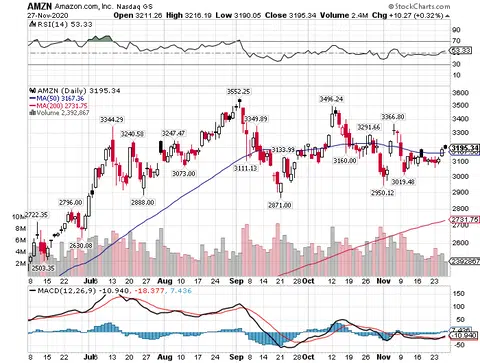 AMZN Amazon.com, Inc. Nasdaq GS
© StockCharts.com
27-Nov-2020 Open 3211.26 High 3216.19 Low 3190.05 Close 3195.34 Volume 2.4M Chg +10.27 (+0.32%)
RSI(14) 53.33
90
70
53.33
30
10
AMZN (Daily) 3195.34
MA(50) 3167.36
MA(200) 2731.75
Volume 2,392,867
3552.25
3496.24
3344.29
3240.58
3247.47
3349.89
3291.66
3366.80
3133.99
3111.13
3160.00
3073.00
3019.48
2950.12
2888.00
2871.00
2796.00
2722.35
2630.08
2503.35
3600
3500
3400
3300
3195.34
3100
3000
2900
2800
2731.75
2600
2392867
10M
8M
6M
4M
2M
8 15 22 Jul6 13 20 27 Aug 10 17 24 Sep 8 14 21 28 Oct 12 19 26 Nov 9 16 23
MACD(12,26,9) -10.940, -18.377, 7.436
150
100
50
7.436
-10.940
8 15 22 Jul6 13 20 27 Aug 10 17 24 Sep 8 14 21 28 Oct 12 19 26 Nov 9 16 23